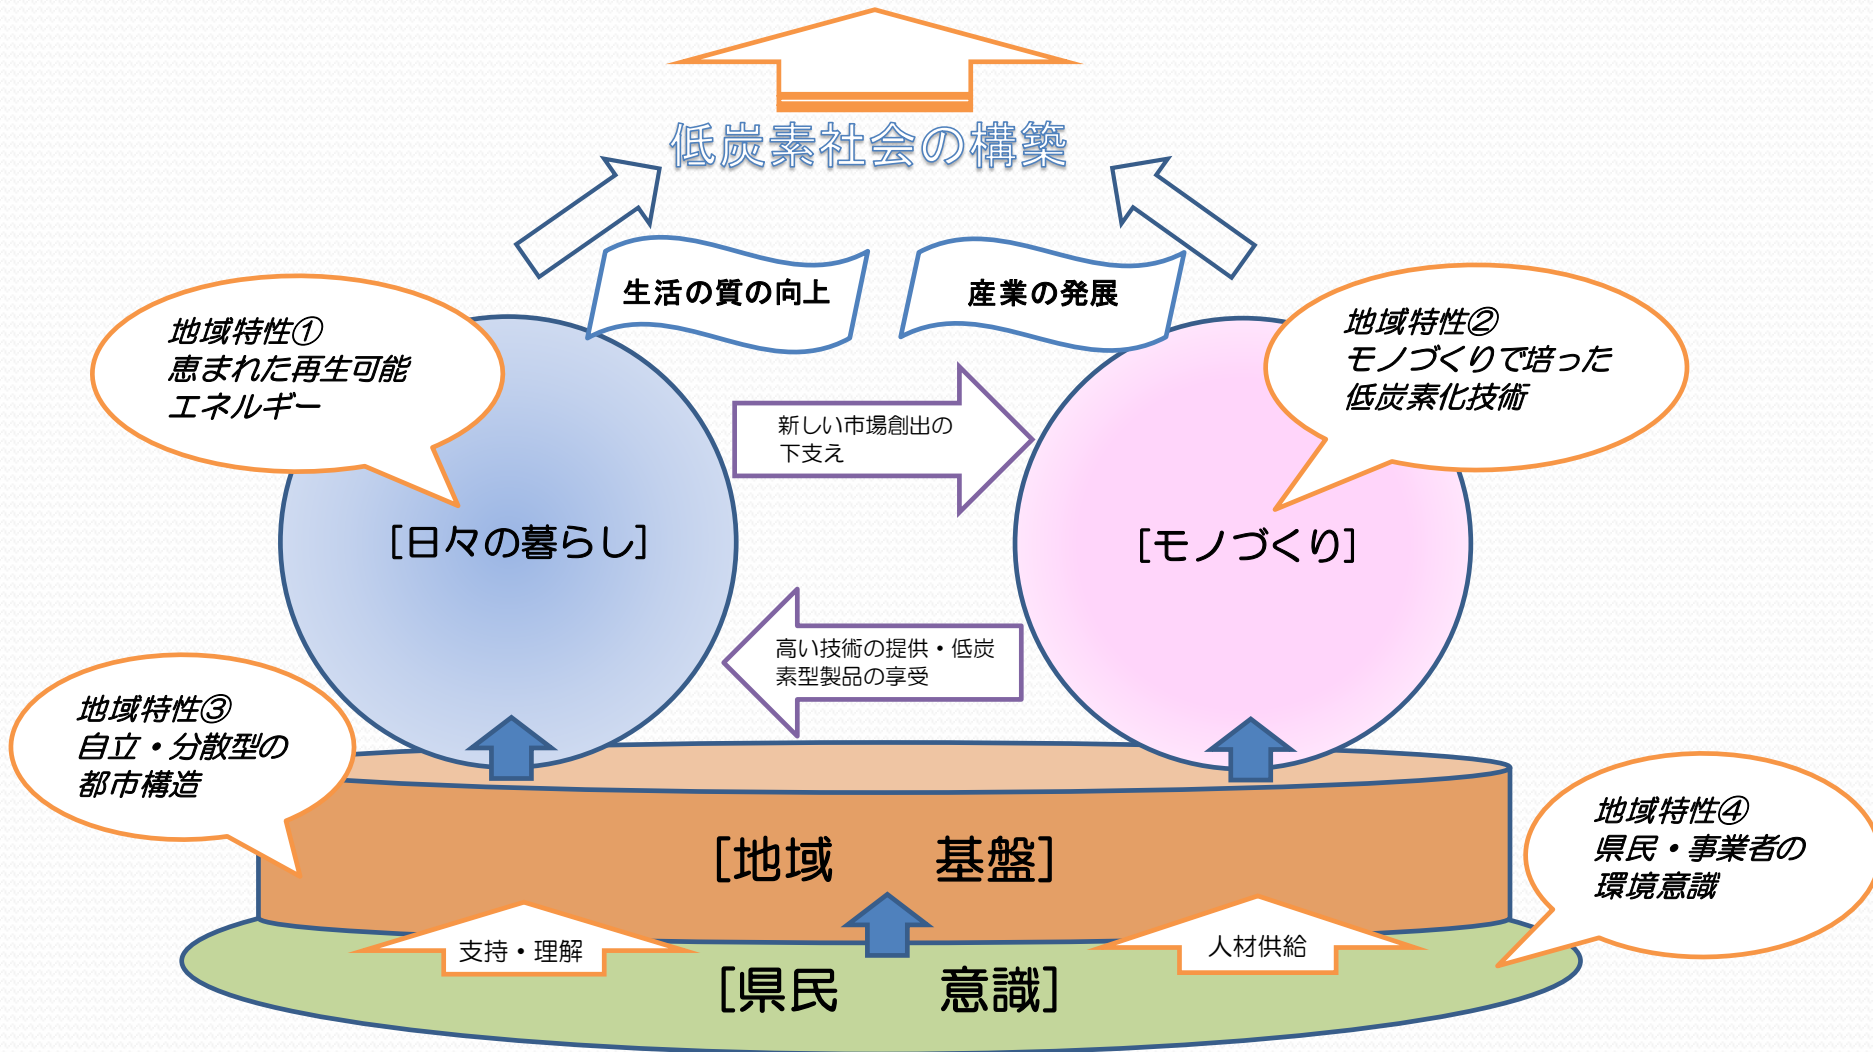 低炭素社会の構築
生活の質の向上
産業の発展
地域特性①
恵まれた再生可能
エネルギー
地域特性②
モノづくりで培った
低炭素化技術
新しい市場創出の
下支え
[日々の暮らし]
[モノづくり]
高い技術の提供・低炭
素型製品の享受
地域特性③
自立・分散型の
都市構造
地域特性④
県民・事業者の
環境意識
[地域　　基盤]
支持・理解
人材供給
[県民　　意識]